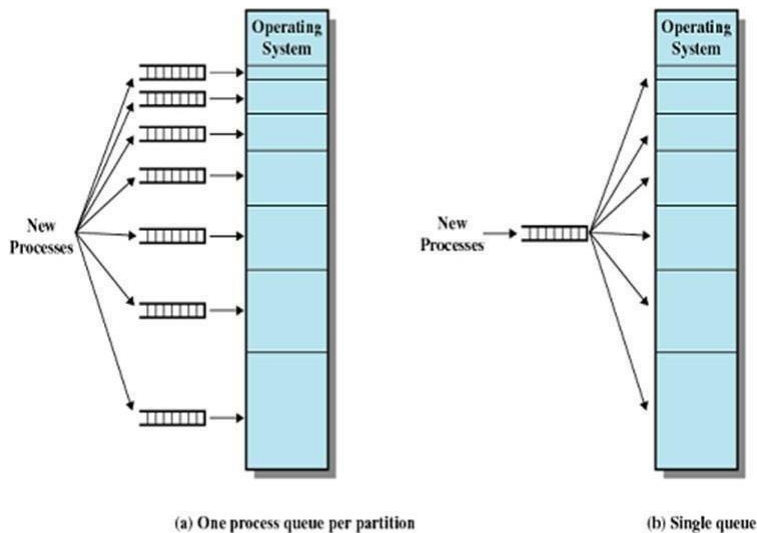 Operating
System
New
Processes
(a) One process queue per partition
Operating
System
New
Processes
(b) Single queue